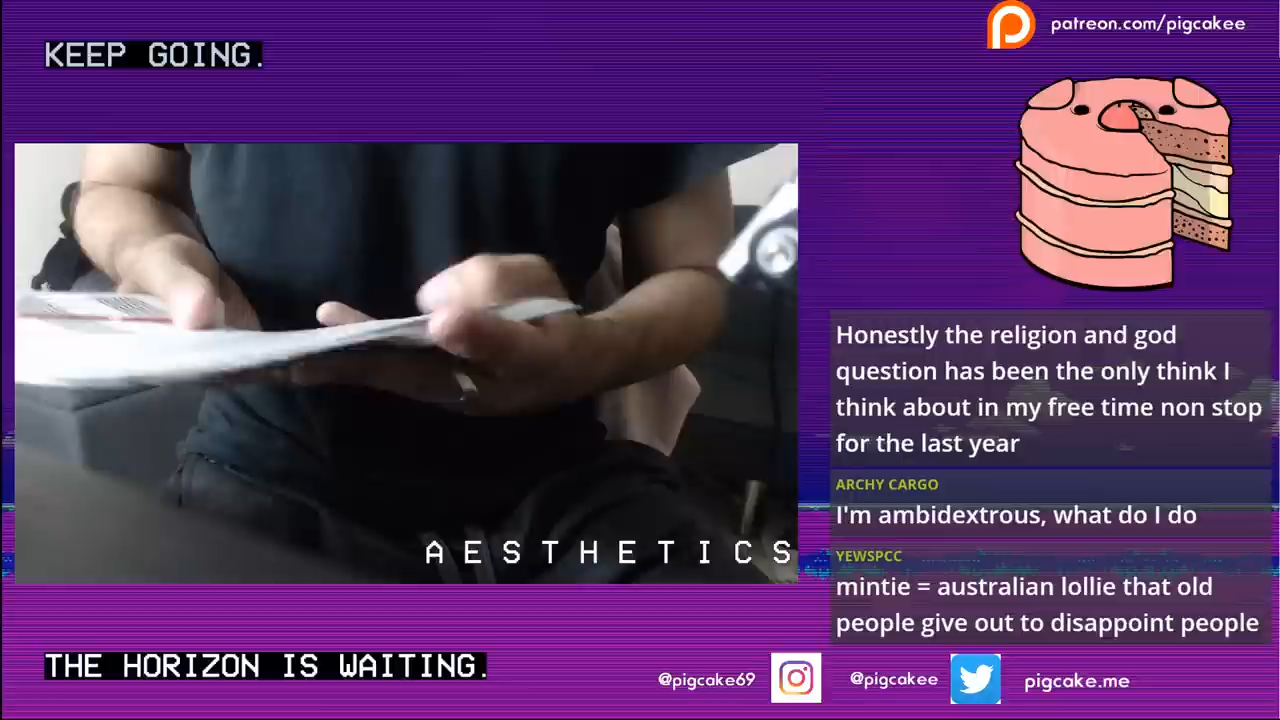 KEEP GOING.
patreon.com/pigcakee
Honestly the religion and god
question has been the only think I
think about in my free time non stop
for the last year
ARCHY CARGO
I'm ambidextrous, what do I do
YEWSPCC
mintie = australian lollie that old
people give out to disappoint people
AESTHETICS
THE HORIZON IS WAITING.
@pigcake69
@pigcakee
pigcake.me